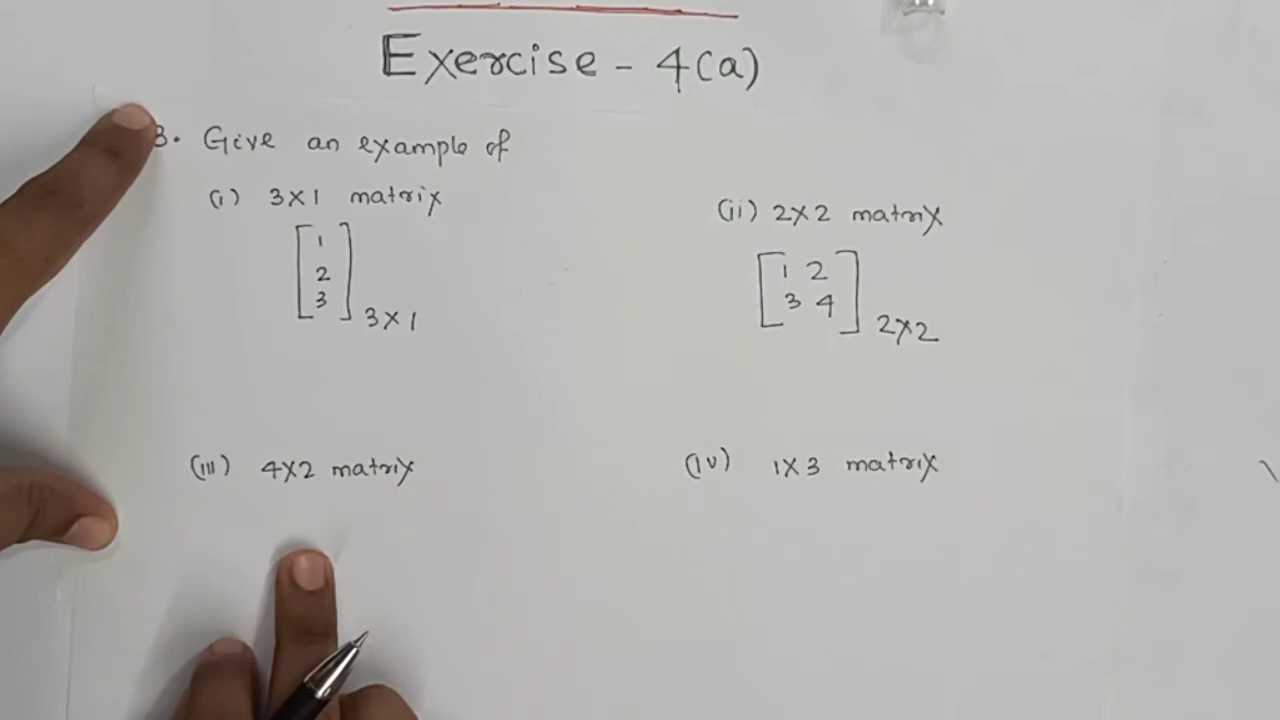 Exercise - 4(a)
3. Give an example of
(i) 3×1 matrix
[1
2
3] 3×1
(ii) 2×2 matrix
[1 2
3 4] 2×2
(iii) 4×2 matrix
(iv) 1×3 matrix